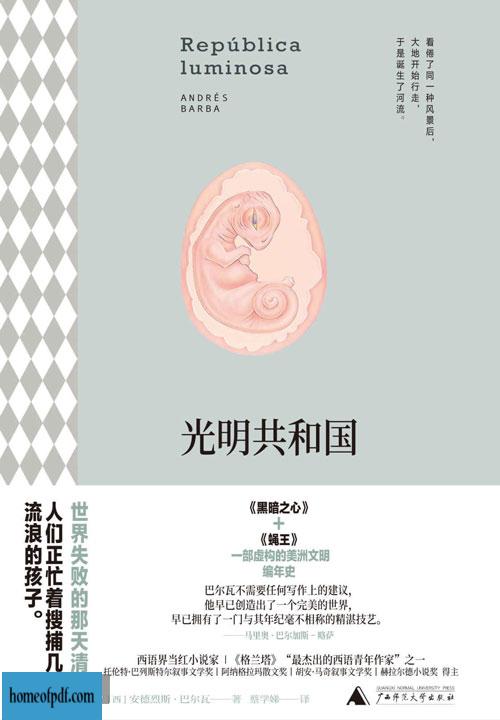 República
luminosa
ANDRÉS
BARBA
看倦了同一种风景后，
大地开始行走，
于是诞生了河流。
光明共和国
世界失败的那天清
人们正忙着搜捕几
流浪的孩子。
《黑暗之心》
+
《蝇王》
一部虚构的美洲文明
编年史
巴尔瓦不需要任何写作上的建议，
他早已创造出了一个完美的世界，
早已拥有了一门与其年纪毫不相称的精湛技艺。
——马里奥·巴尔加斯-略萨
西语界当红小说家｜《格兰塔》“最杰出的西语青年作家”之一
托伦特·巴列斯特尔叙事文学奖｜阿纳格拉玛散文奖｜胡安·马奇叙事文学奖｜赫拉尔德小说奖 得主
西］安德烈斯·巴尔瓦——著 蔡学娣——译
GUANGXI NORMAL UNIVERSITY PRESS
广西师范大学出版社
homeofpdf.com